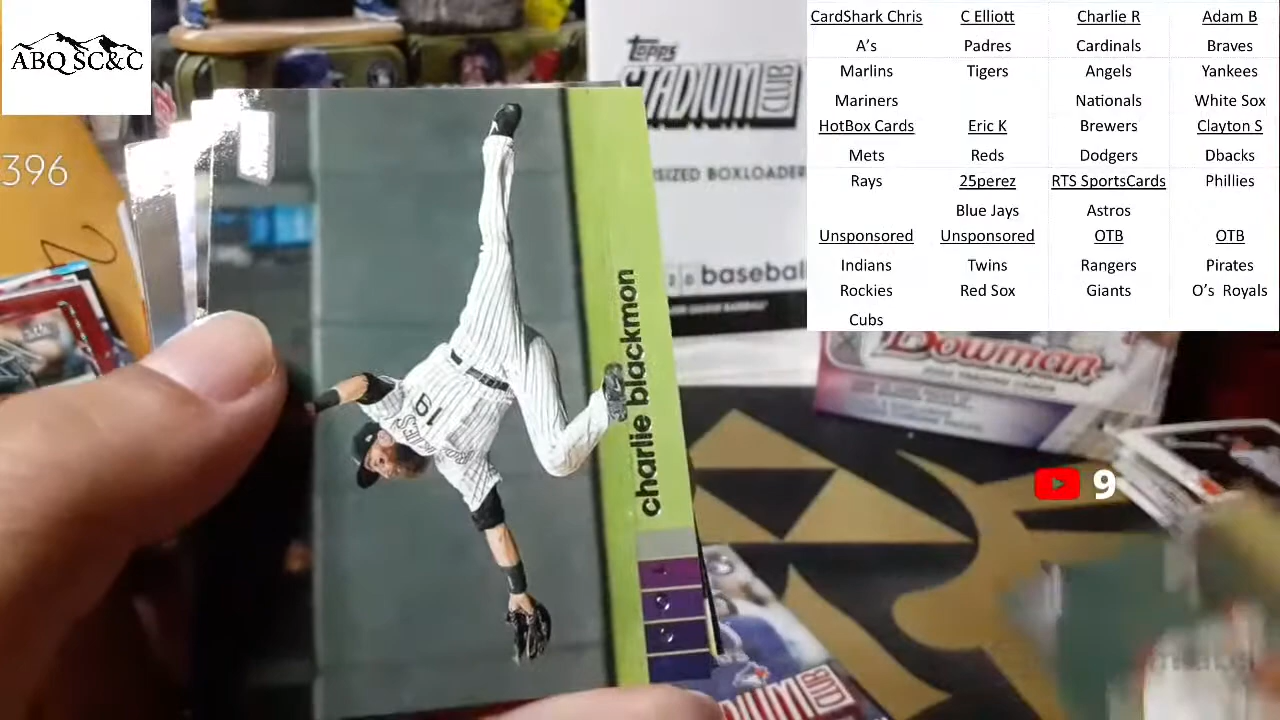 ABQ SC&C
396
TOPPS
STADIUM CLUB
SIZED BOXLOADER
baseball
CardShark Chris
A's
Marlins
Mariners
HotBox Cards
Mets
Rays
Unsponsored
Indians
Rockies
Cubs
C Elliott
Padres
Tigers
Eric K
Reds
25perez
Blue Jays
Unsponsored
Twins
Red Sox
Charlie R
Cardinals
Angels
Nationals
Brewers
Dodgers
RTS SportsCards
Astros
OTB
Rangers
Giants
Adam B
Braves
Yankees
White Sox
Clayton S
Dbacks
Phillies
OTB
Pirates
O's Royals
charlie blackmon
19
Bowman
9
STADIUM CLUB